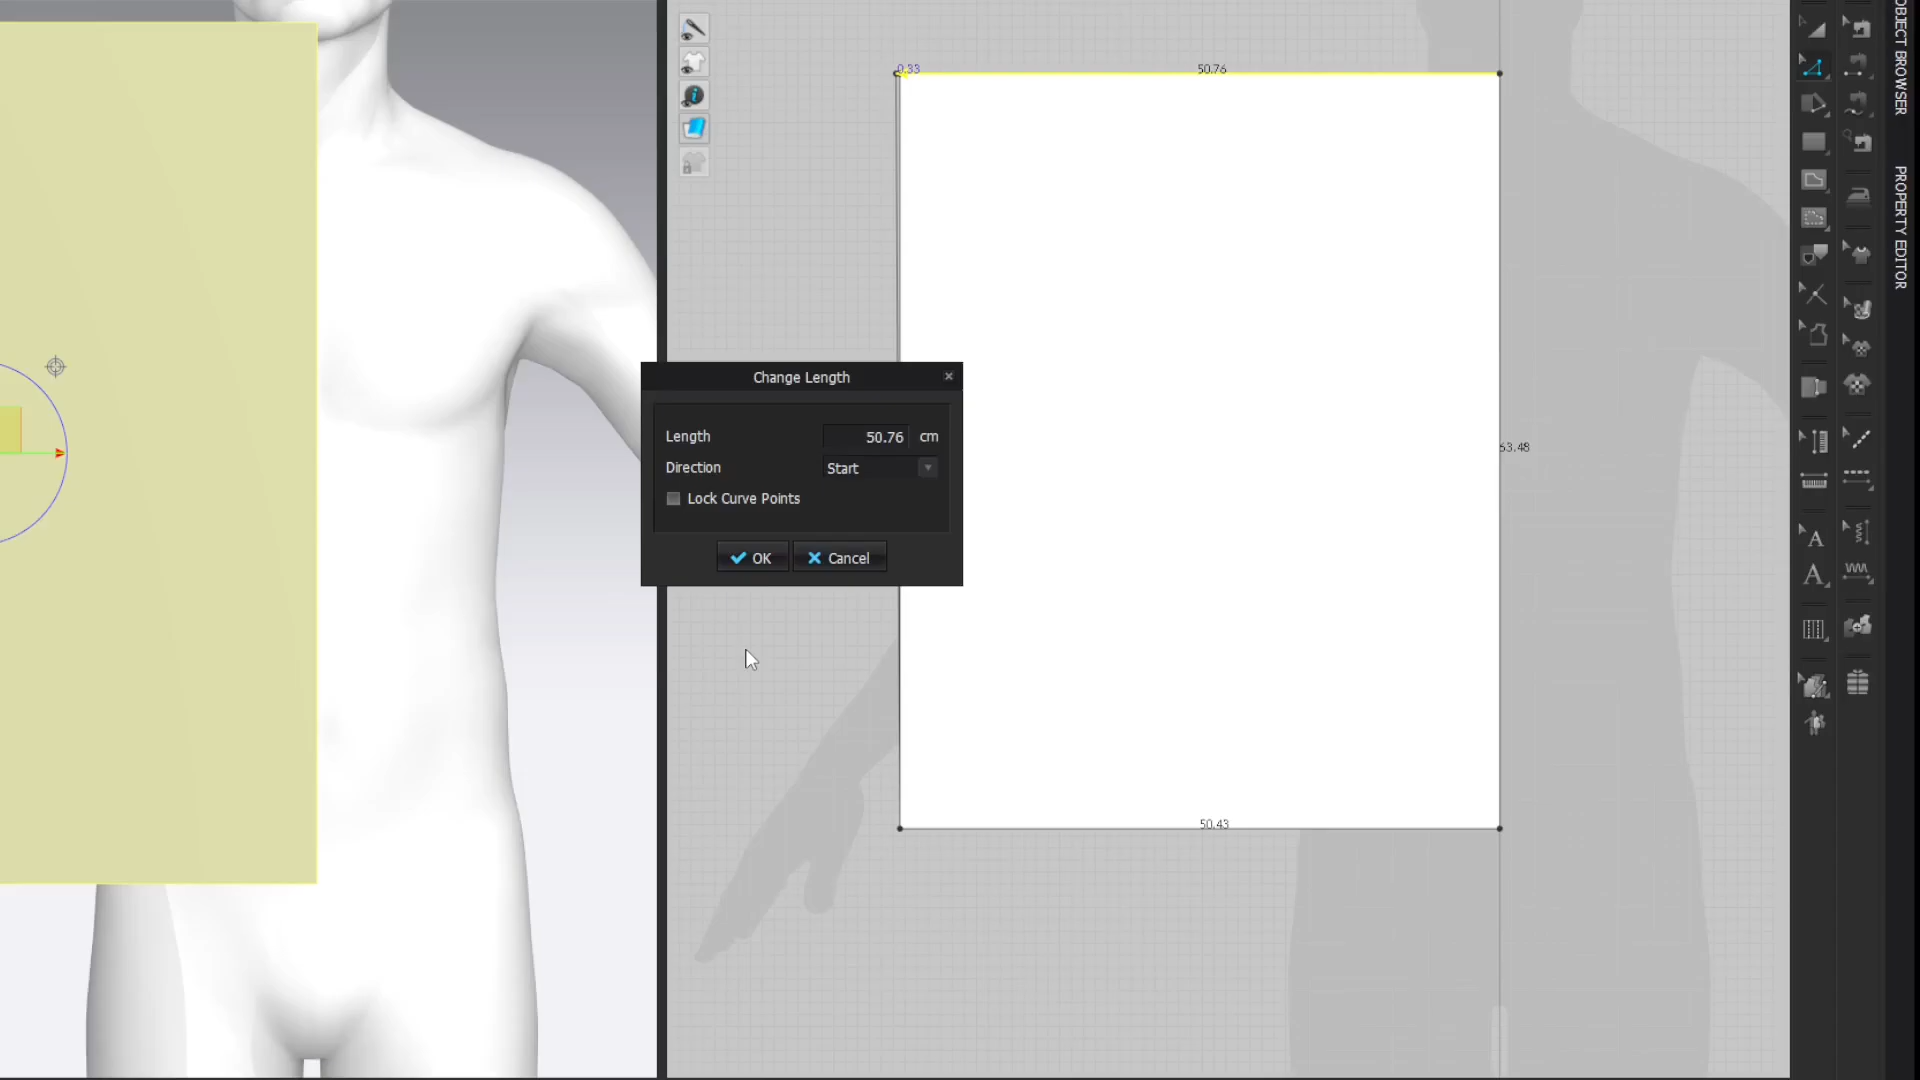 0.33
50.76
OBJECT BROWSER
PROPERTY EDITOR
Change Length
Length 50.76 cm
Direction Start
Lock Curve Points
OK Cancel
63.48
50.43
A
A